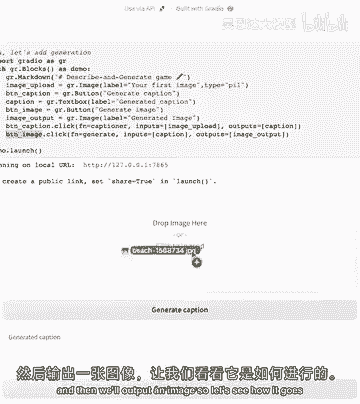 Use via API · Built with Gradio
, let's add generation
ort gradio as gr
h gr.Blocks() as demo:
gr.Markdown("# Describe-and-Generate game 🖍️")
image_upload = gr.Image(label="Your first image",type="pil")
btn_caption = gr.Button("Generate caption")
caption = gr.Textbox(label="Generated caption")
btn_image = gr.Button("Generate image")
image_output = gr.Image(label="Generated Image")
btn_caption.click(fn=captioner, inputs=[image_upload], outputs=[caption])
btn_image.click(fn=generate, inputs=[caption], outputs=[image_output])
o.launch()
nning on local URL: http://127.0.0.1:7865
create a public link, set `share=True` in `launch()`.
Drop Image Here
- or -
beach-1568734.jpg
Generate caption
Generated caption
然后输出一张图像，让我们看看它是如何进行的。
and then we'll output an image so let's see how it goes